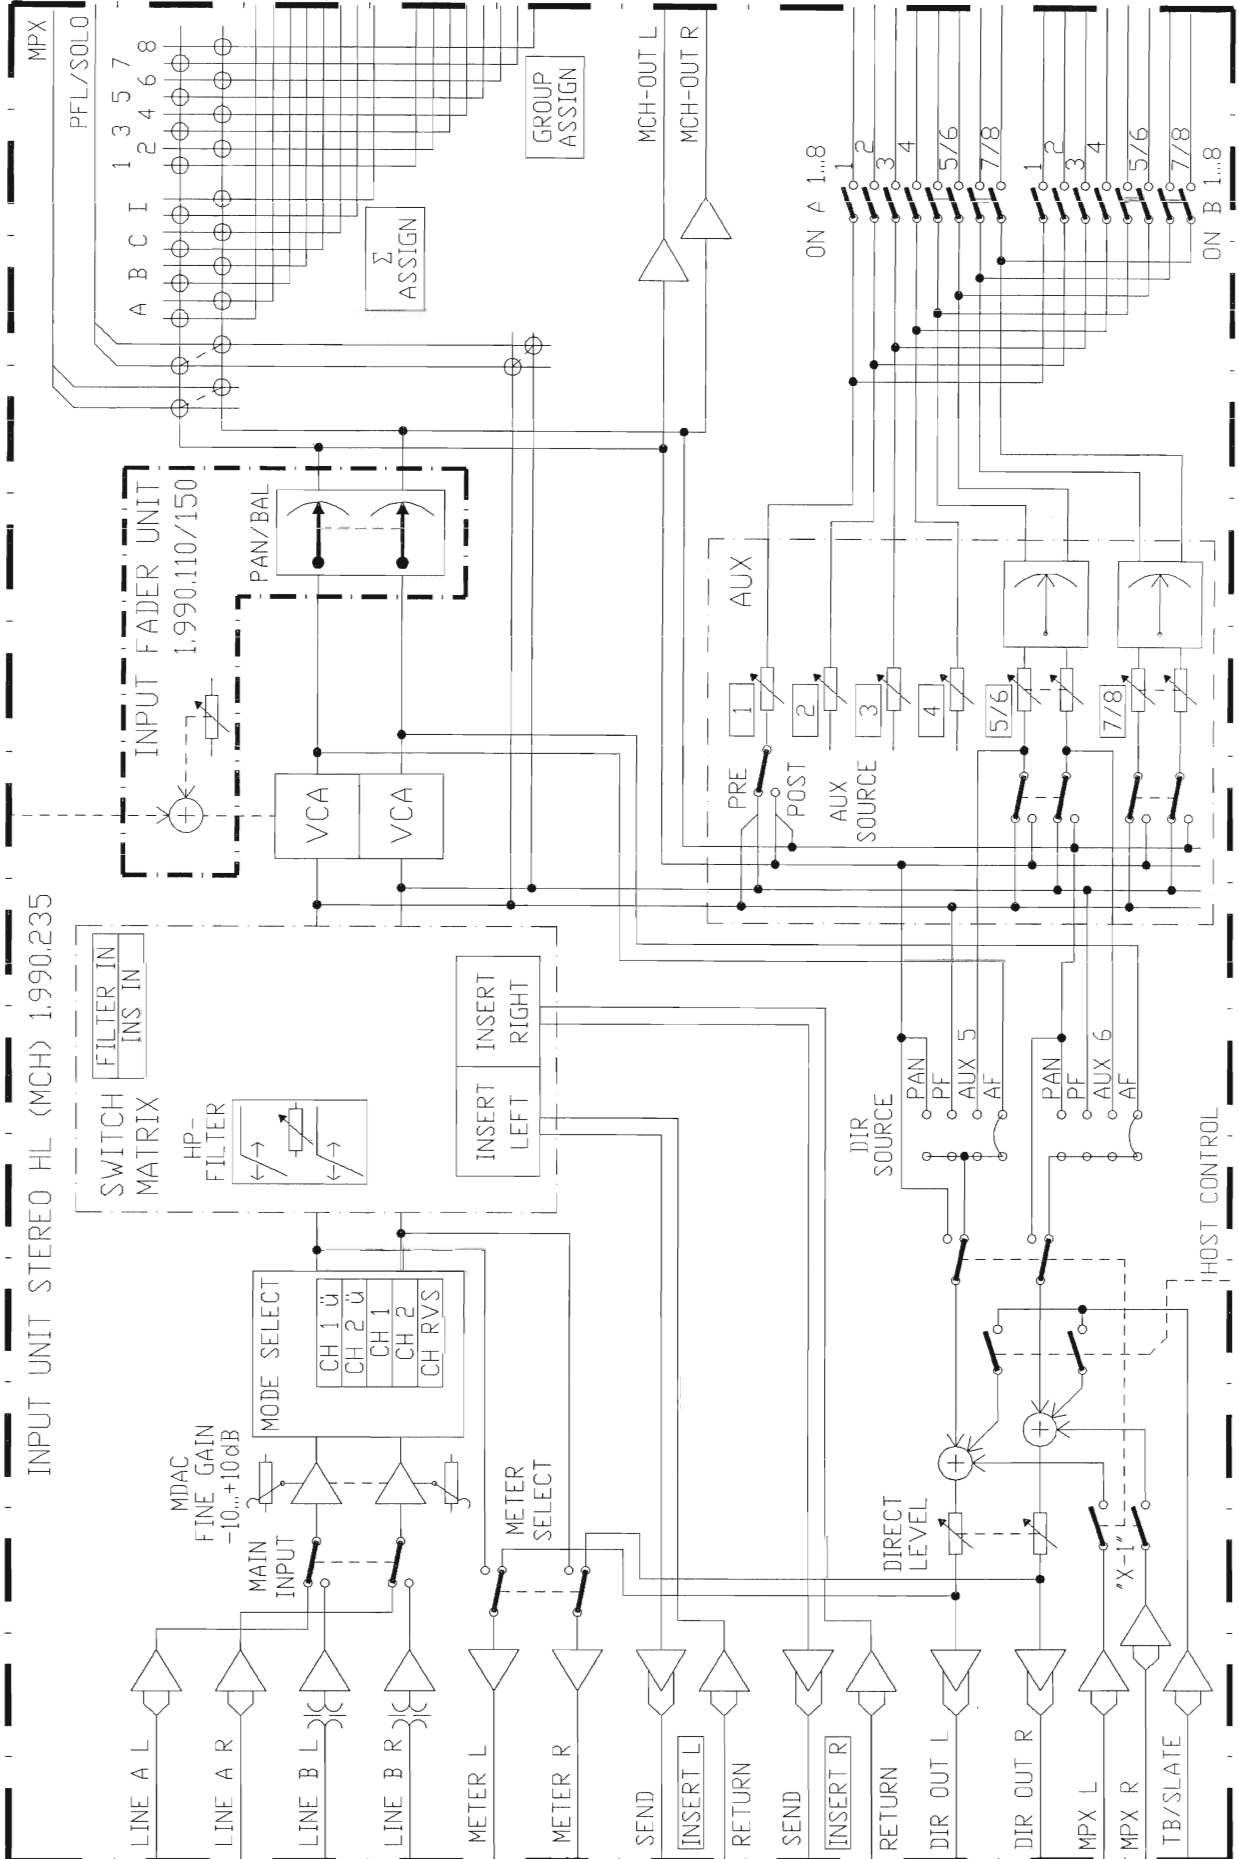 INPUT UNIT STEREO HL (MCH) 1.990.235
LINE A L
LINE A R
LINE B L
LINE B R
METER L
METER R
SEND
INSERT L
RETURN
SEND
INSERT R
RETURN
DIR OUT L
DIR OUT R
MPX L
MPX R
TB/SLATE
MAIN
INPUT
MDAC
FINE GAIN
-10...+10dB
METER
SELECT
DIRECT
LEVEL
"X-1"
MODE SELECT
CH 1 ü
CH 2 ü
CH 1
CH 2
CH RVS
HOST CONTROL
SWITCH
MATRIX
FILTER IN
INS IN
HP-
FILTER
INSERT
LEFT
INSERT
RIGHT
DIR
SOURCE
PAN
PF
AUX 5
AF
PAN
PF
AUX 6
AF
INPUT FADER UNIT
1.990.110/150
VCA
VCA
PAN/BAL
AUX
PRE
POST
AUX
SOURCE
1
2
3
4
5/6
7/8
MPX
PFL/SOLO
A B C I
1 3 5 7
2 4 6 8
Σ
ASSIGN
GROUP
ASSIGN
MCH-OUT L
MCH-OUT R
ON A 1...8
1
2
3
4
5/6
7/8
ON B 1...8
1
2
3
4
5/6
7/8